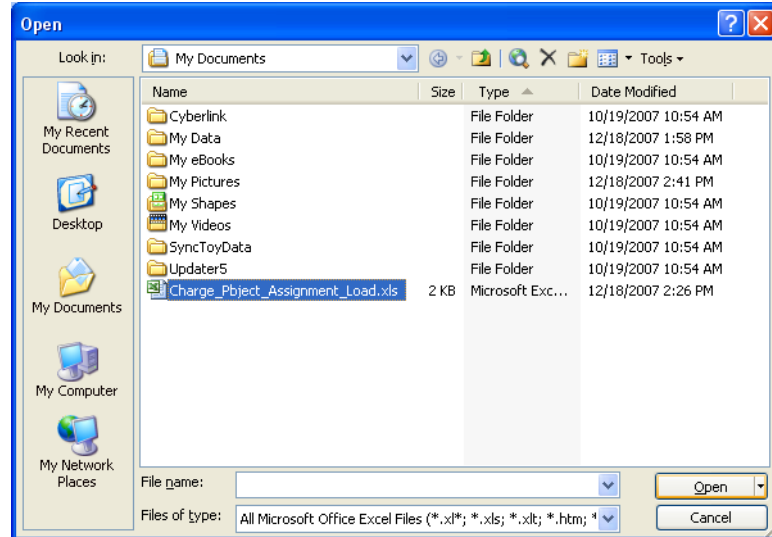 Open
Look in: My Documents Tools
Name Size Type Date Modified
Cyberlink File Folder 10/19/2007 10:54 AM
My Data File Folder 12/18/2007 1:58 PM
My eBooks File Folder 10/19/2007 10:54 AM
My Pictures File Folder 12/18/2007 2:41 PM
My Shapes File Folder 10/19/2007 10:54 AM
My Videos File Folder 10/19/2007 10:54 AM
SyncToyData File Folder 10/19/2007 10:54 AM
Updater5 File Folder 10/19/2007 10:54 AM
Charge_Pbject_Assignment_Load.xls 2 KB Microsoft Exc... 12/18/2007 2:26 PM
My Recent
Documents
Desktop
My Documents
My Computer
My Network
Places
File name: Open
Files of type: All Microsoft Office Excel Files (*.xl*; *.xls; *.xlt; *.htm; * Cancel